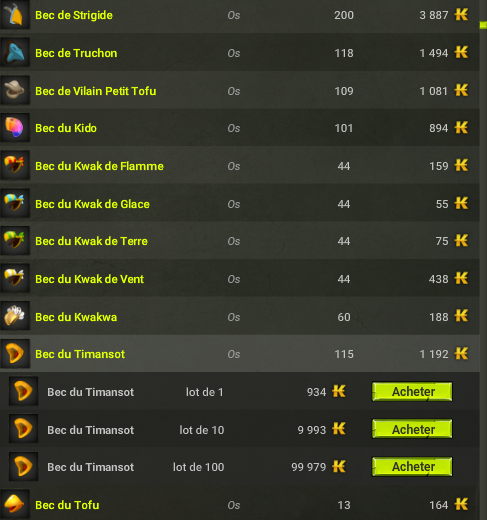 Bec de Strigide Os 200 3 887
Bec de Truchon Os 118 1 494
Bec de Vilain Petit Tofu Os 109 1 081
Bec du Kido Os 101 894
Bec du Kwak de Flamme Os 44 159
Bec du Kwak de Glace Os 44 55
Bec du Kwak de Terre Os 44 75
Bec du Kwak de Vent Os 44 438
Bec du Kwakwa Os 60 188
Bec du Timansot Os 115 1 192
Bec du Timansot lot de 1 934 Acheter
Bec du Timansot lot de 10 9 993 Acheter
Bec du Timansot lot de 100 99 979 Acheter
Bec du Tofu Os 13 164